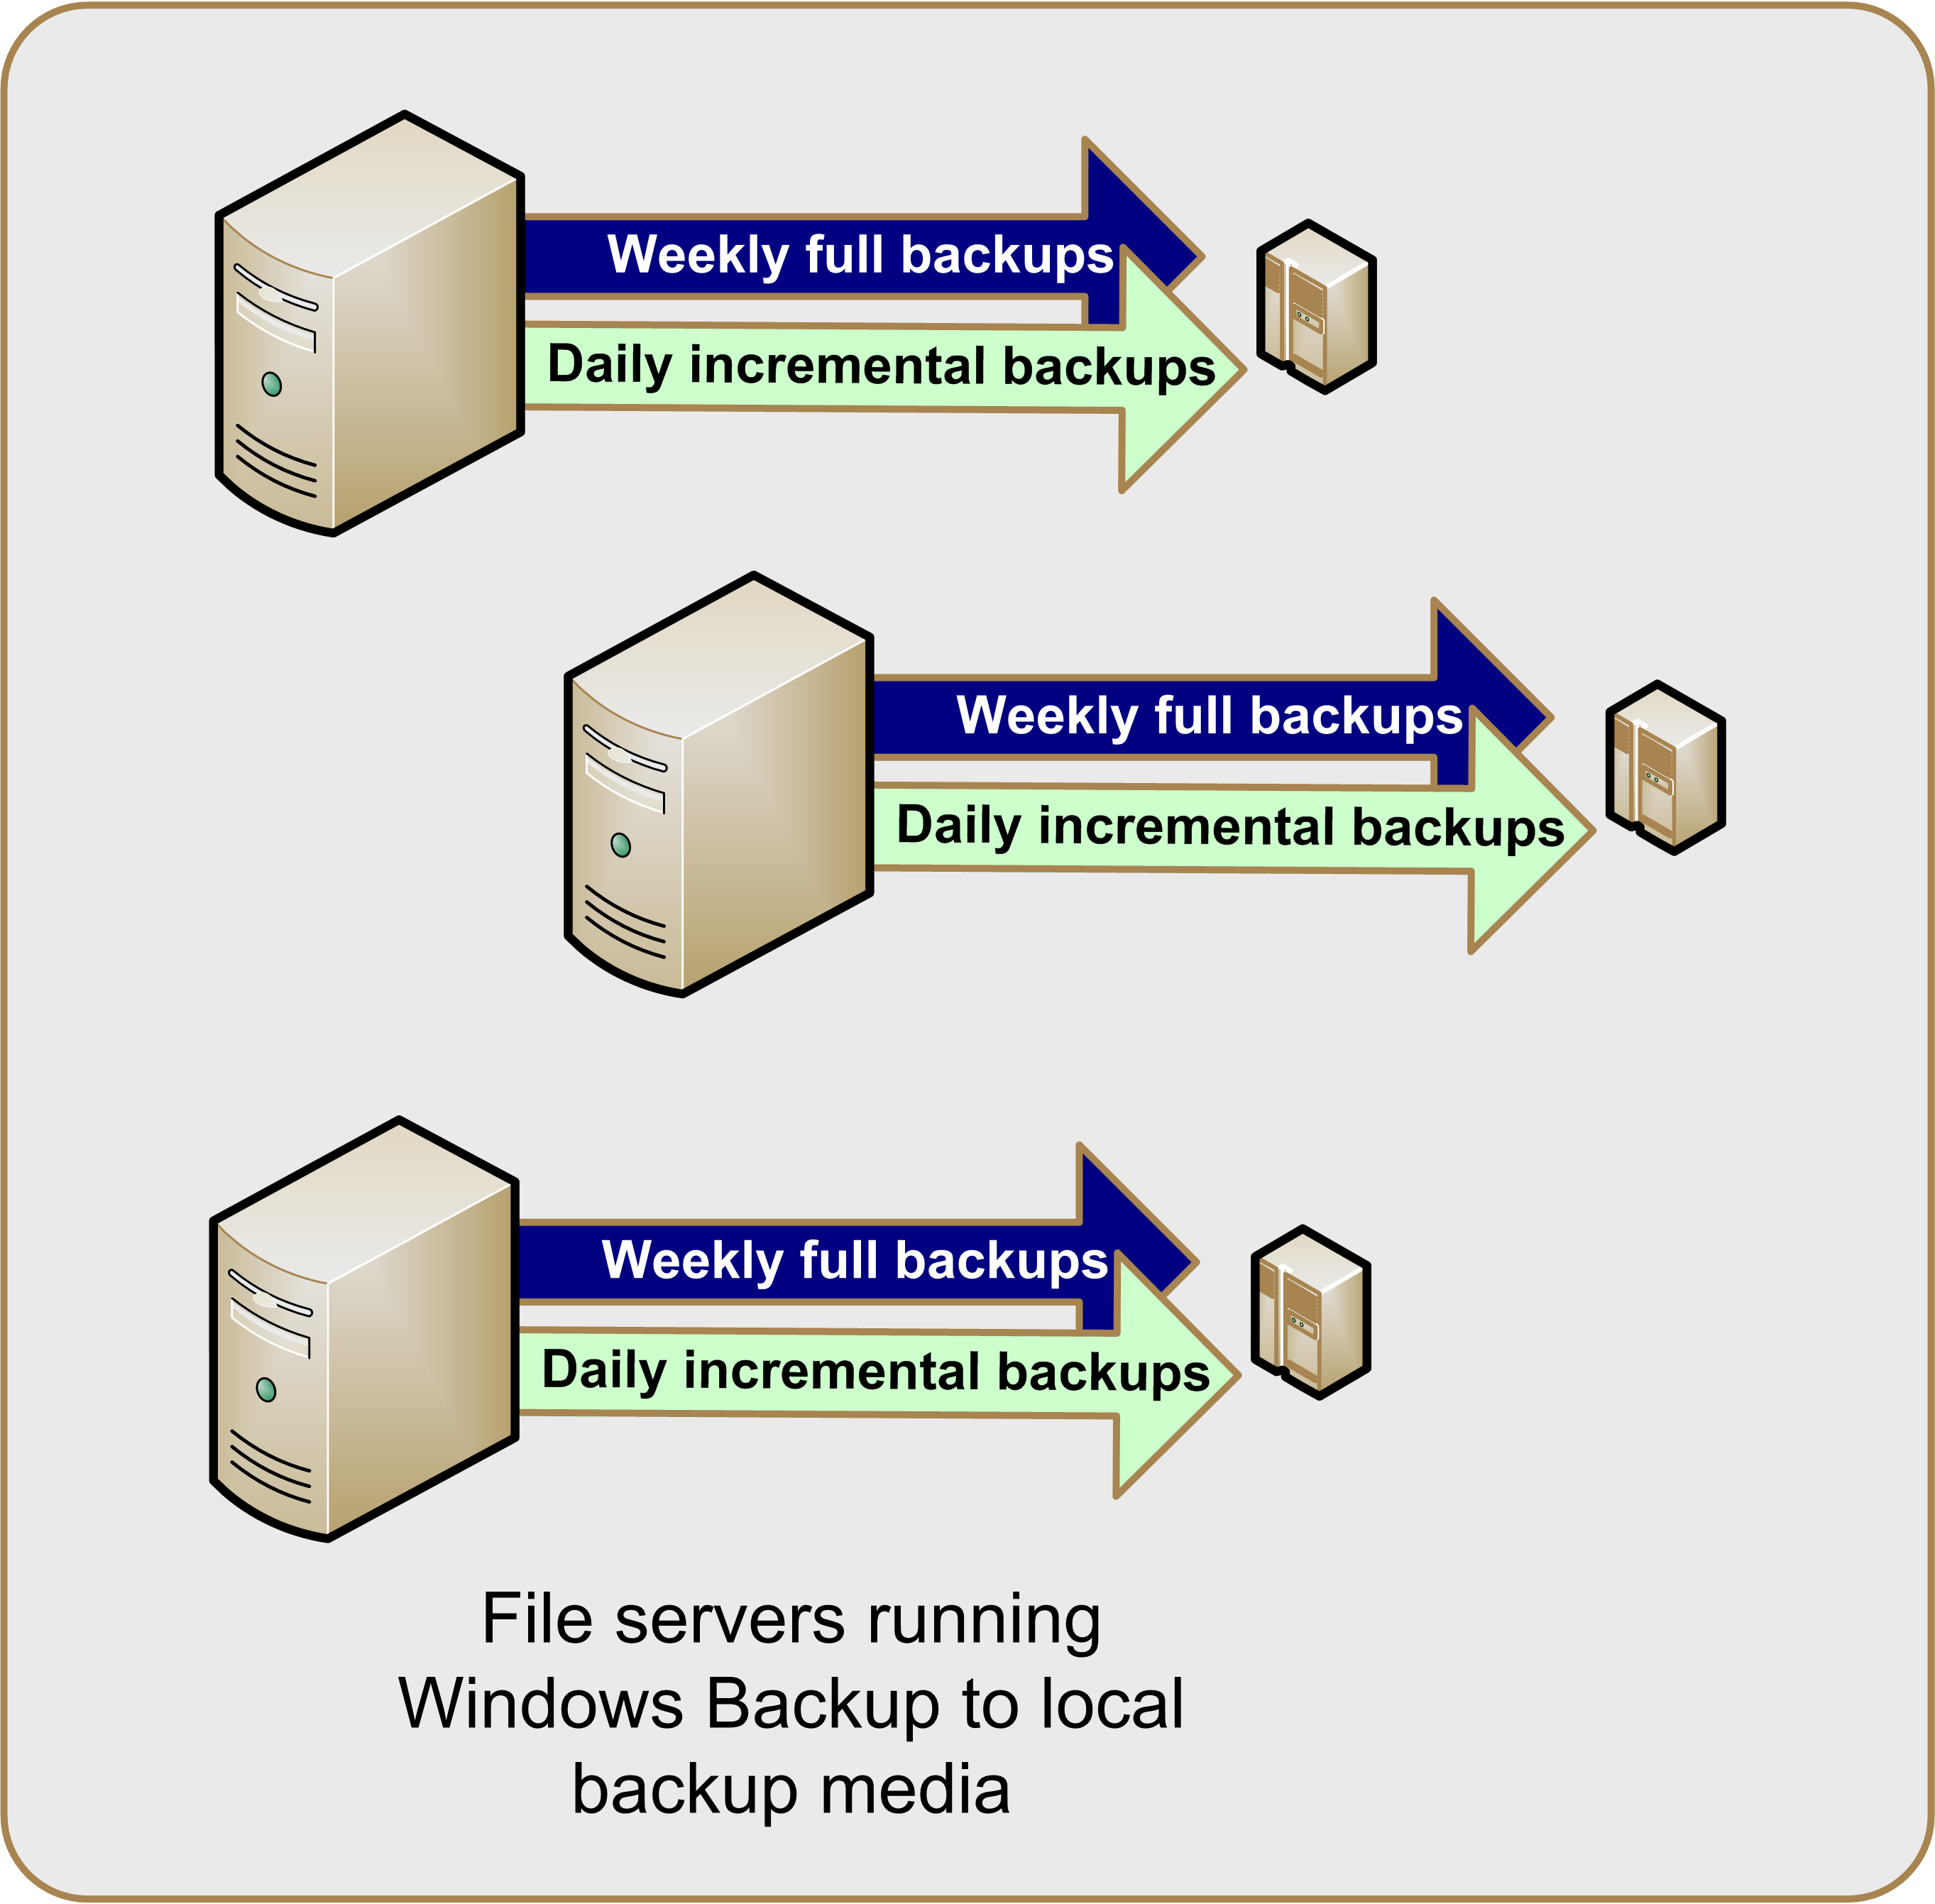 Weekly full backups
Daily incremental backups
Weekly full backups
Daily incremental backups
Weekly full backups
Daily incremental backups
File servers running
Windows Backup to local
backup media